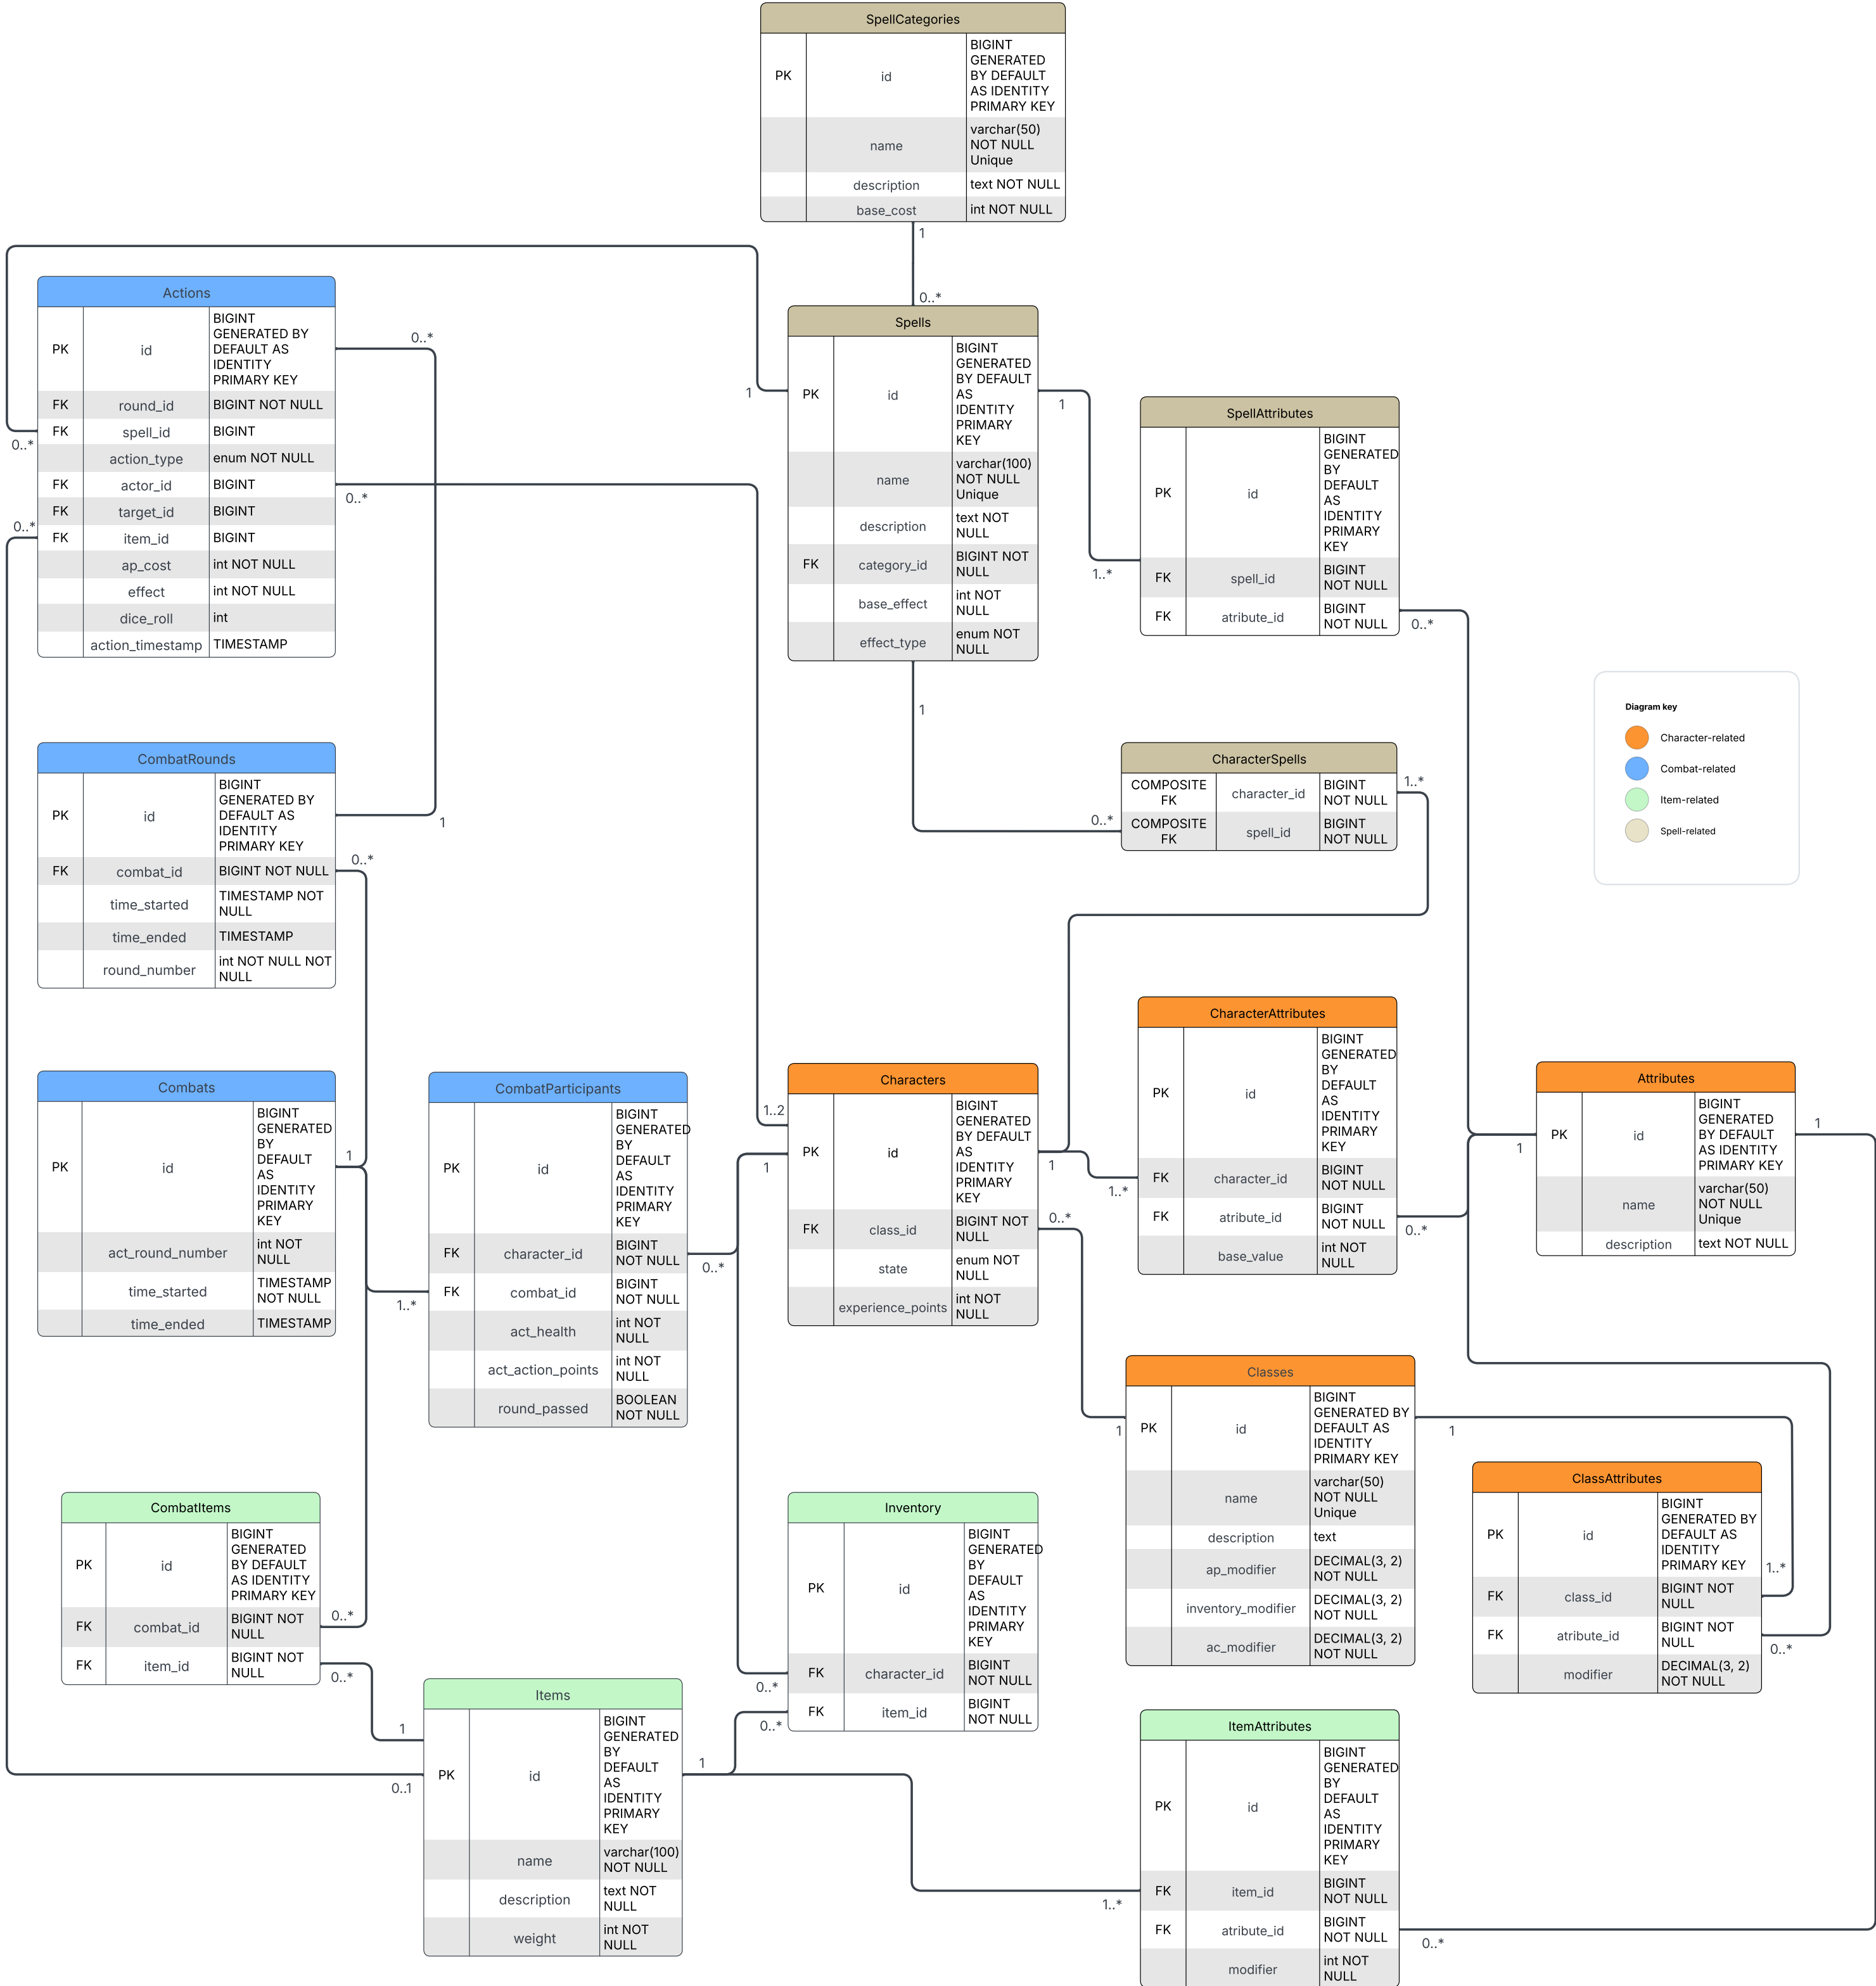 SpellCategories
PK
id
BIGINT
GENERATED
BY DEFAULT
AS IDENTITY
PRIMARY KEY
name
varchar(50)
NOT NULL
Unique
description
text NOT NULL
base_cost
int NOT NULL
1
0..*
Actions
PK
id
BIGINT
GENERATED BY
DEFAULT AS
IDENTITY
PRIMARY KEY
FK
round_id
BIGINT NOT NULL
FK
spell_id
BIGINT
action_type
enum NOT NULL
FK
actor_id
BIGINT
FK
target_id
BIGINT
FK
item_id
BIGINT
ap_cost
int NOT NULL
effect
int NOT NULL
dice_roll
int
action_timestamp
TIMESTAMP
0..*
0..*
0..*
0..*
1
Spells
PK
id
BIGINT
GENERATED
BY DEFAULT
AS
IDENTITY
PRIMARY
KEY
name
varchar(100)
NOT NULL
Unique
description
text NOT
NULL
FK
category_id
BIGINT NOT
NULL
base_effect
int NOT
NULL
effect_type
enum NOT
NULL
1
1..*
1
SpellAttributes
PK
id
BIGINT
GENERATED
BY
DEFAULT
AS
IDENTITY
PRIMARY
KEY
FK
spell_id
BIGINT
NOT NULL
FK
atribute_id
BIGINT
NOT NULL
0..*
Diagram key
Character-related
Combat-related
Item-related
Spell-related
CombatRounds
PK
id
BIGINT
GENERATED BY
DEFAULT AS
IDENTITY
PRIMARY KEY
FK
combat_id
BIGINT NOT NULL
time_started
TIMESTAMP NOT
NULL
time_ended
TIMESTAMP
round_number
int NOT NULL NOT
NULL
1
0..*
CharacterSpells
COMPOSITE
FK
character_id
BIGINT
NOT NULL
COMPOSITE
FK
spell_id
BIGINT
NOT NULL
0..*
1..*
Combats
PK
id
BIGINT
GENERATED
BY
DEFAULT
AS
IDENTITY
PRIMARY
KEY
act_round_number
int NOT
NULL
time_started
TIMESTAMP
NOT NULL
time_ended
TIMESTAMP
1
1..*
CombatParticipants
PK
id
BIGINT
GENERATED
BY
DEFAULT
AS
IDENTITY
PRIMARY
KEY
FK
character_id
BIGINT
NOT NULL
FK
combat_id
BIGINT
NOT NULL
act_health
int NOT
NULL
act_action_points
int NOT
NULL
round_passed
BOOLEAN
NOT NULL
0..*
1..2
1
Characters
PK
id
BIGINT
GENERATED
BY DEFAULT
AS
IDENTITY
PRIMARY
KEY
FK
class_id
BIGINT NOT
NULL
state
enum NOT
NULL
experience_points
int NOT
NULL
1
0..*
1..*
CharacterAttributes
PK
id
BIGINT
GENERATED
BY
DEFAULT
AS
IDENTITY
PRIMARY
KEY
FK
character_id
BIGINT
NOT NULL
FK
atribute_id
BIGINT
NOT NULL
base_value
int NOT
NULL
0..*
1
Attributes
PK
id
BIGINT
GENERATED
BY DEFAULT
AS IDENTITY
PRIMARY KEY
name
varchar(50)
NOT NULL
Unique
description
text NOT NULL
1
Classes
PK
id
BIGINT
GENERATED BY
DEFAULT AS
IDENTITY
PRIMARY KEY
name
varchar(50)
NOT NULL
Unique
description
text
ap_modifier
DECIMAL(3, 2)
NOT NULL
inventory_modifier
DECIMAL(3, 2)
NOT NULL
ac_modifier
DECIMAL(3, 2)
NOT NULL
1
1
ClassAttributes
PK
id
BIGINT
GENERATED BY
DEFAULT AS
IDENTITY
PRIMARY KEY
FK
class_id
BIGINT NOT
NULL
FK
atribute_id
BIGINT NOT
NULL
modifier
DECIMAL(3, 2)
NOT NULL
1..*
0..*
CombatItems
PK
id
BIGINT
GENERATED
BY DEFAULT
AS IDENTITY
PRIMARY KEY
FK
combat_id
BIGINT NOT
NULL
FK
item_id
BIGINT NOT
NULL
0..*
0..*
Inventory
PK
id
BIGINT
GENERATED
BY
DEFAULT
AS
IDENTITY
PRIMARY
KEY
FK
character_id
BIGINT
NOT NULL
FK
item_id
BIGINT
NOT NULL
0..*
0..*
Items
PK
id
BIGINT
GENERATED
BY
DEFAULT
AS
IDENTITY
PRIMARY
KEY
name
varchar(100)
NOT NULL
description
text NOT
NULL
weight
int NOT
NULL
1
0..1
1
ItemAttributes
PK
id
BIGINT
GENERATED
BY
DEFAULT
AS
IDENTITY
PRIMARY
KEY
FK
item_id
BIGINT
NOT NULL
FK
atribute_id
BIGINT
NOT NULL
modifier
int NOT
NULL
1..*
0..*